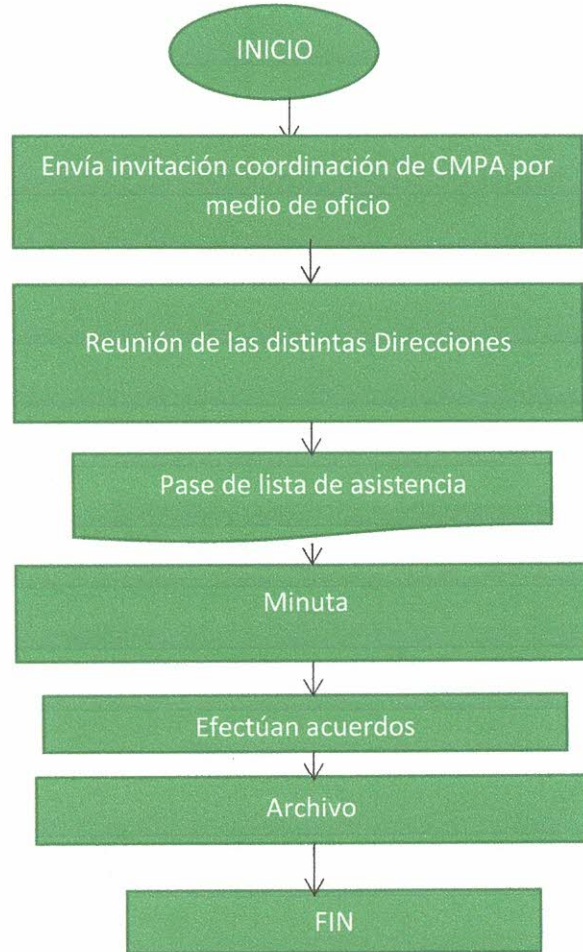 INICIO
Envía invitación coordinación de CMPA por
medio de oficio
Reunión de las distintas Direcciones
Pase de lista de asistencia
Minuta
Efectúan acuerdos
Archivo
FIN